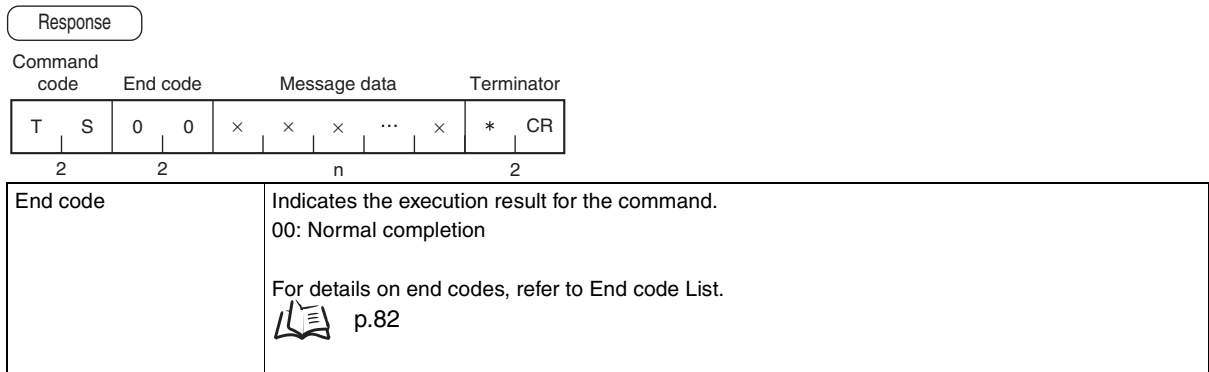 Response
Command
code End code Message data Terminator
T S 0 0 × × × ··· × * CR
2 2 n 2
End code Indicates the execution result for the command.
00: Normal completion
For details on end codes, refer to End code List.
p.82